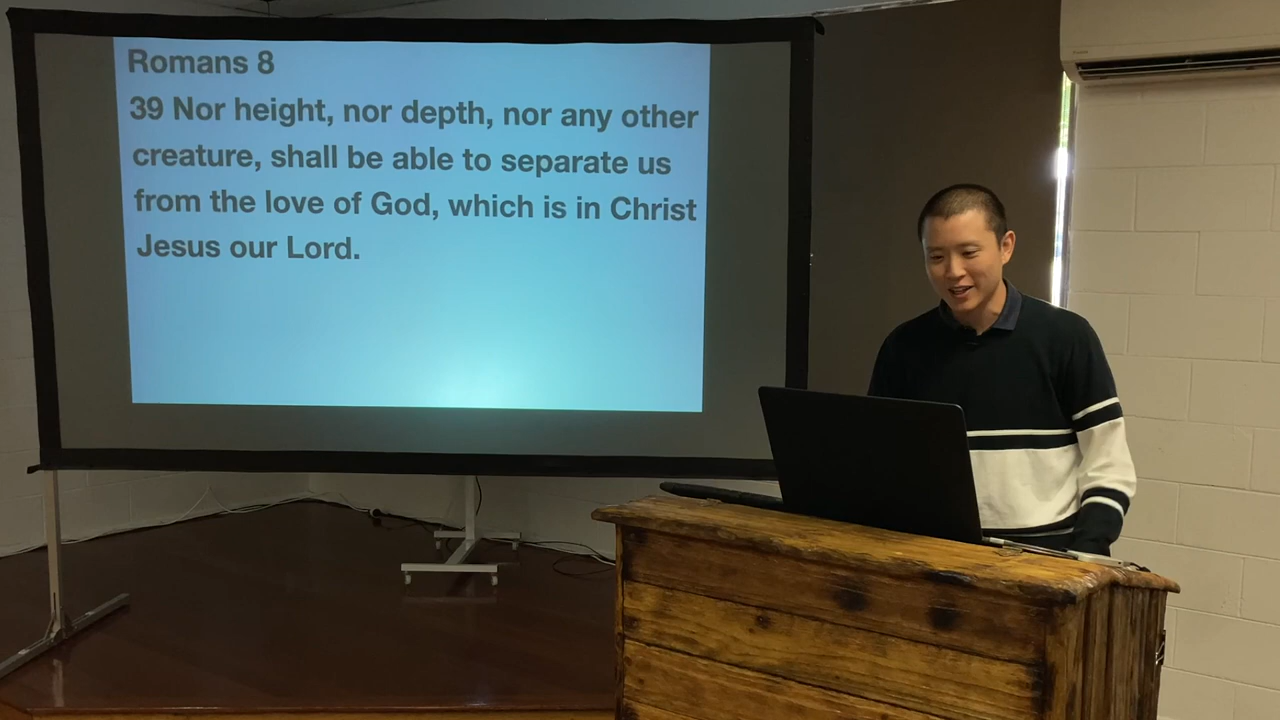 Romans 8
39 Nor height, nor depth, nor any other
creature, shall be able to separate us
from the love of God, which is in Christ
Jesus our Lord.